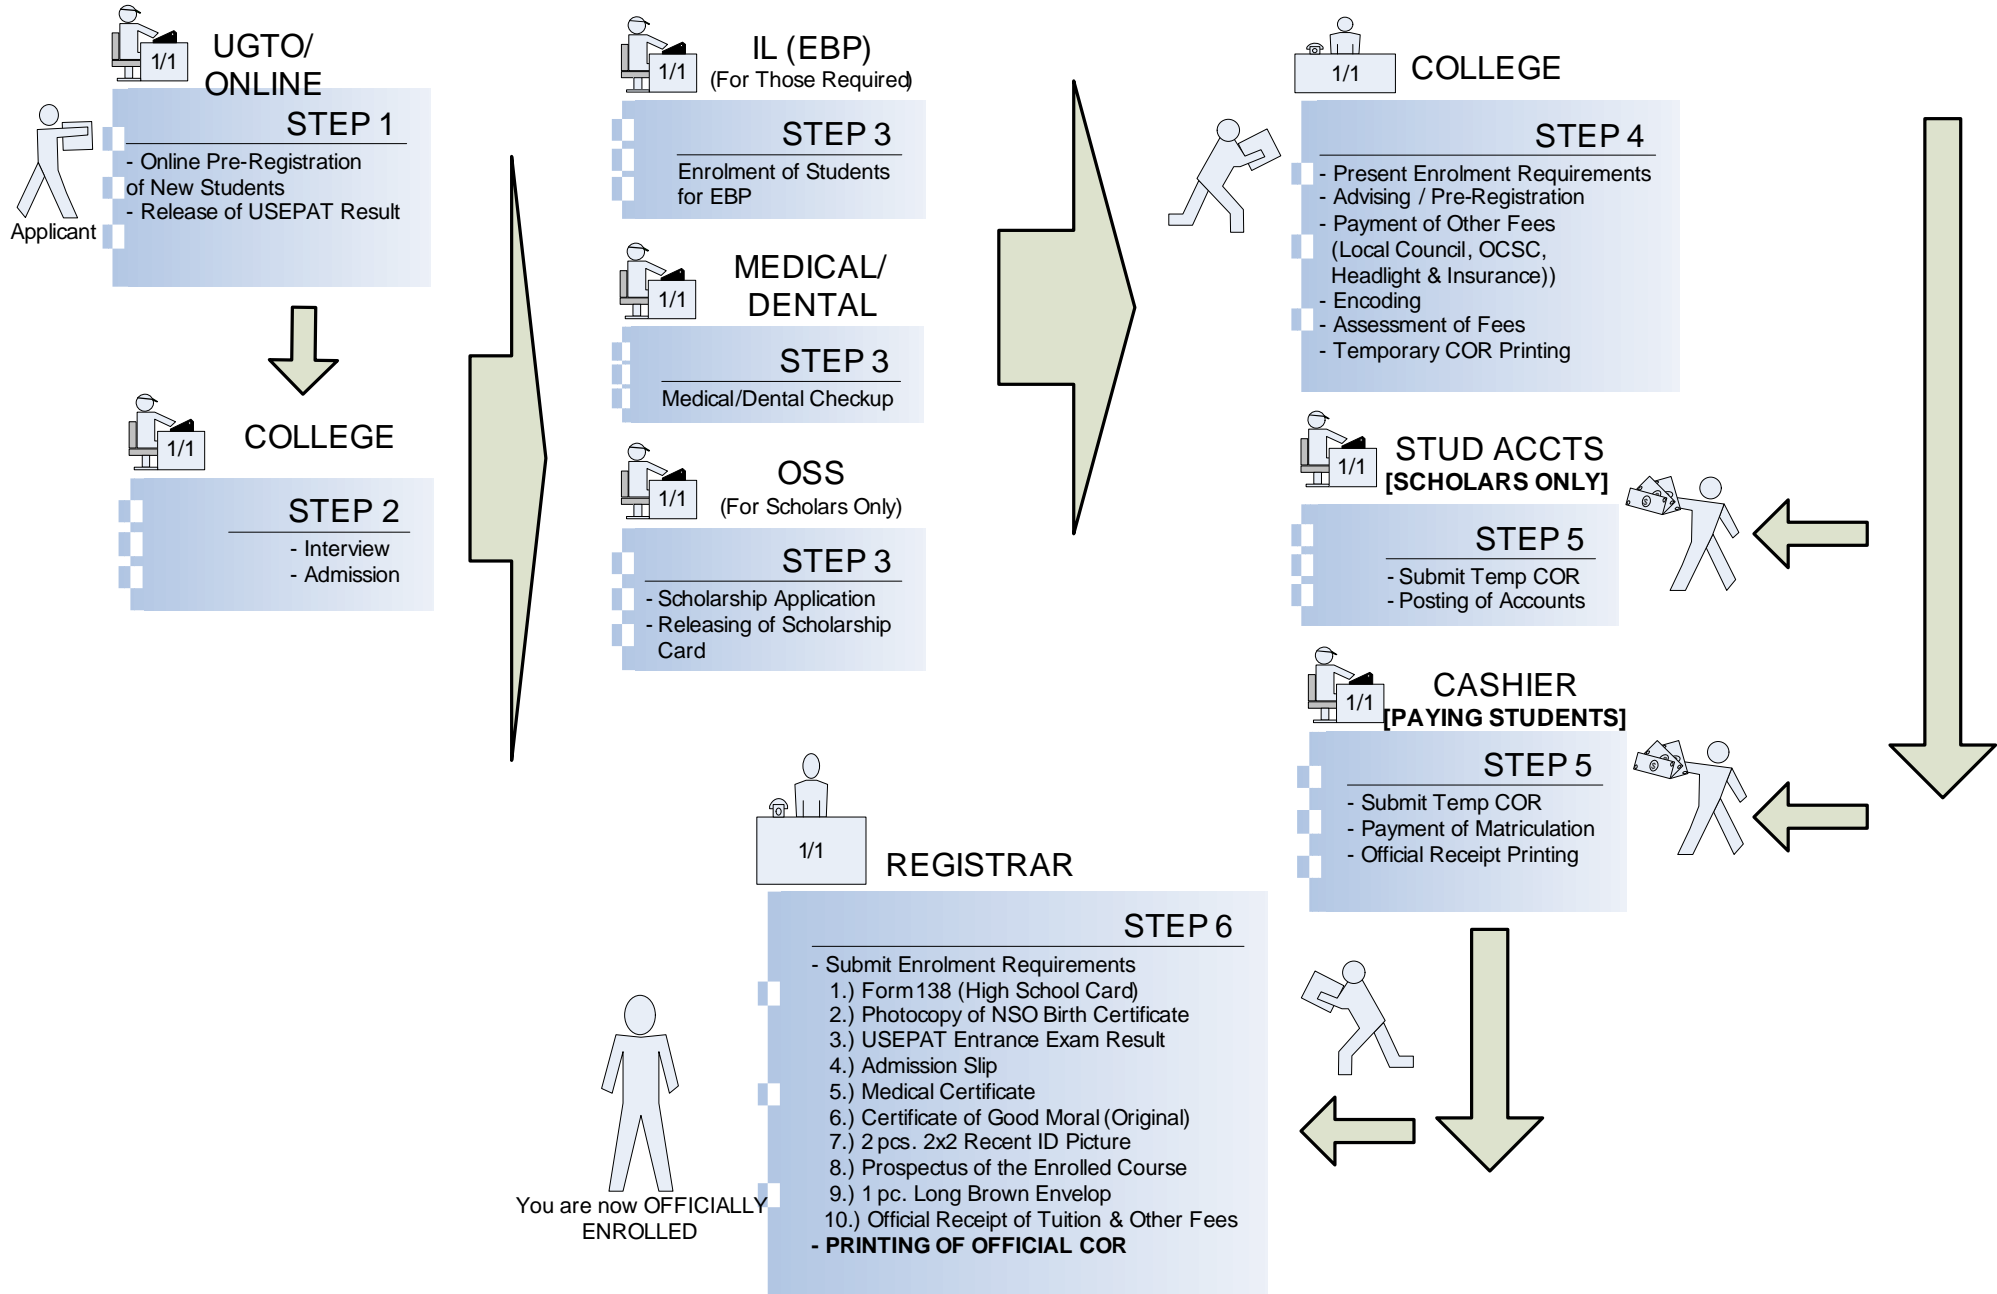 1/1
UGTO/
ONLINE
STEP 1
- Online Pre-Registration
of New Students
- Release of USEPAT Result
Applicant
1/1
COLLEGE
STEP 2
- Interview
- Admission
1/1
IL (EBP)
(For Those Required)
STEP 3
Enrolment of Students
for EBP
1/1
MEDICAL/
DENTAL
STEP 3
Medical/Dental Checkup
1/1
OSS
(For Scholars Only)
STEP 3
- Scholarship Application
- Releasing of Scholarship
Card
1/1
COLLEGE
STEP 4
- Present Enrolment Requirements
- Advising / Pre-Registration
- Payment of Other Fees
(Local Council, OCSC,
Headlight & Insurance))
- Encoding
- Assessment of Fees
- Temporary COR Printing
1/1
STUD ACCTS
[SCHOLARS ONLY]
STEP 5
- Submit Temp COR
- Posting of Accounts
1/1
CASHIER
[PAYING STUDENTS]
STEP 5
- Submit Temp COR
- Payment of Matriculation
- Official Receipt Printing
1/1
REGISTRAR
STEP 6
- Submit Enrolment Requirements
1.) Form138 (High School Card)
2.) Photocopy of NSO Birth Certificate
3.) USEPAT Entrance Exam Result
4.) Admission Slip
5.) Medical Certificate
6.) Certificate of Good Moral (Original)
7.) 2 pcs. 2x2 Recent ID Picture
8.) Prospectus of the Enrolled Course
9.) 1 pc. Long Brown Envelop
10.) Official Receipt of Tuition & Other Fees
- PRINTING OF OFFICIAL COR
You are now OFFICIALLY
ENROLLED